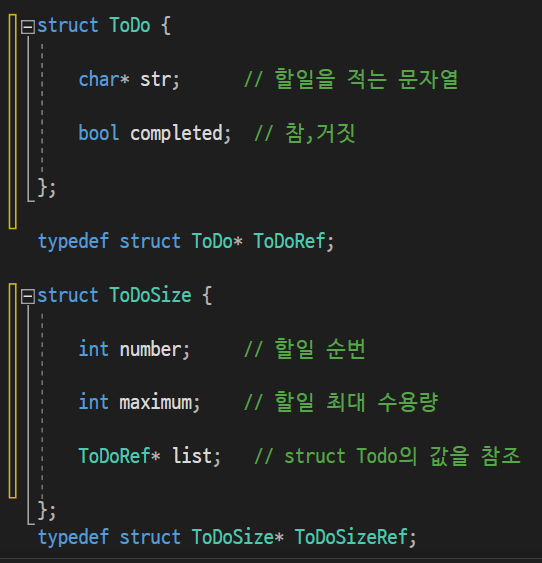 struct ToDo {
char* str; // 할일을 적는 문자열
bool completed; // 참,거짓
};
typedef struct ToDo* ToDoRef;
struct ToDoSize {
int number; // 할일 순번
int maximum; // 할일 최대 수용량
ToDoRef* list; // struct Todo의 값을 참조
};
typedef struct ToDoSize* ToDoSizeRef;